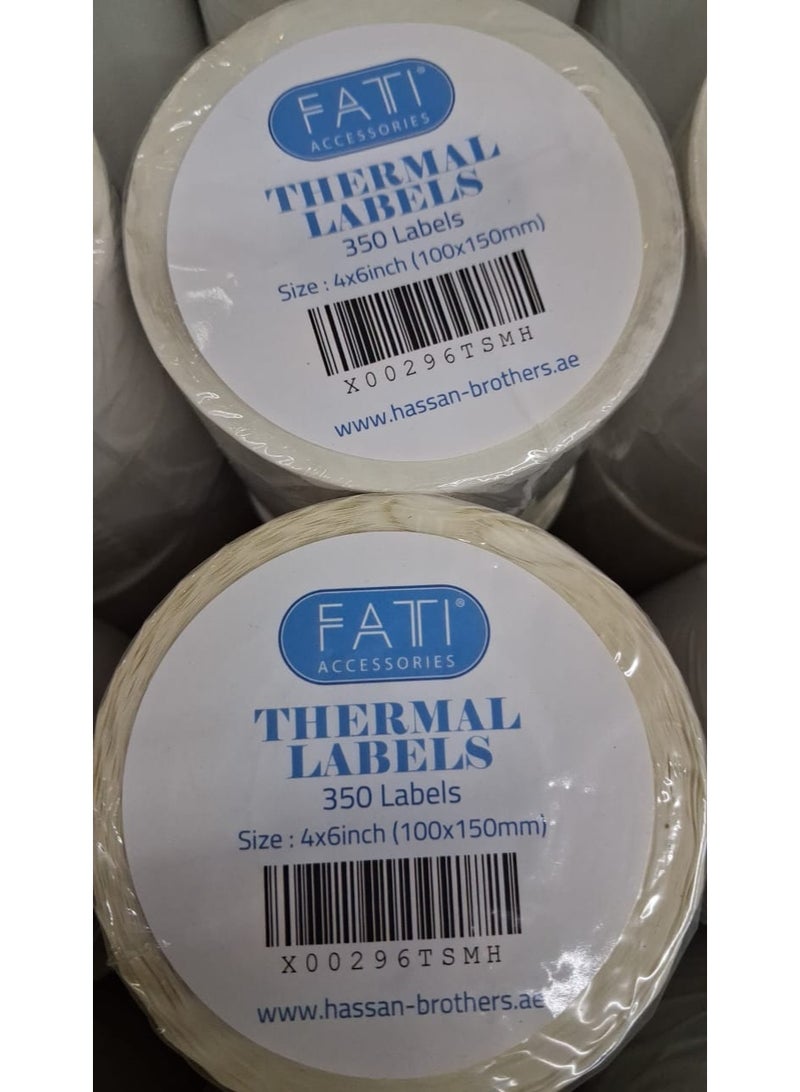 FATI®
ACCESSORIES
THERMAL
LABELS
350 Labels
Size : 4x6inch (100x150mm)
X00296TSMH
www.hassan-brothers.ae
FATI®
ACCESSORIES
THERMAL
LABELS
350 Labels
Size : 4x6inch (100x150mm)
X00296TSMH
www.hassan-brothers.ae